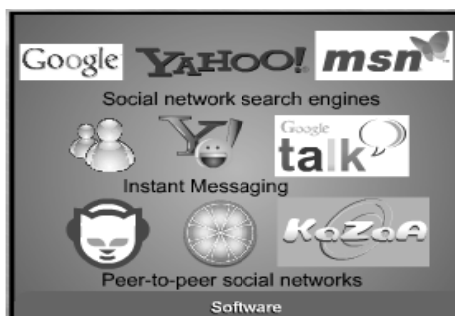 Google YAHOO! msn
Social network search engines
Y! Google talk
Instant Messaging
KaZaA
Peer-to-peer social networks
Software